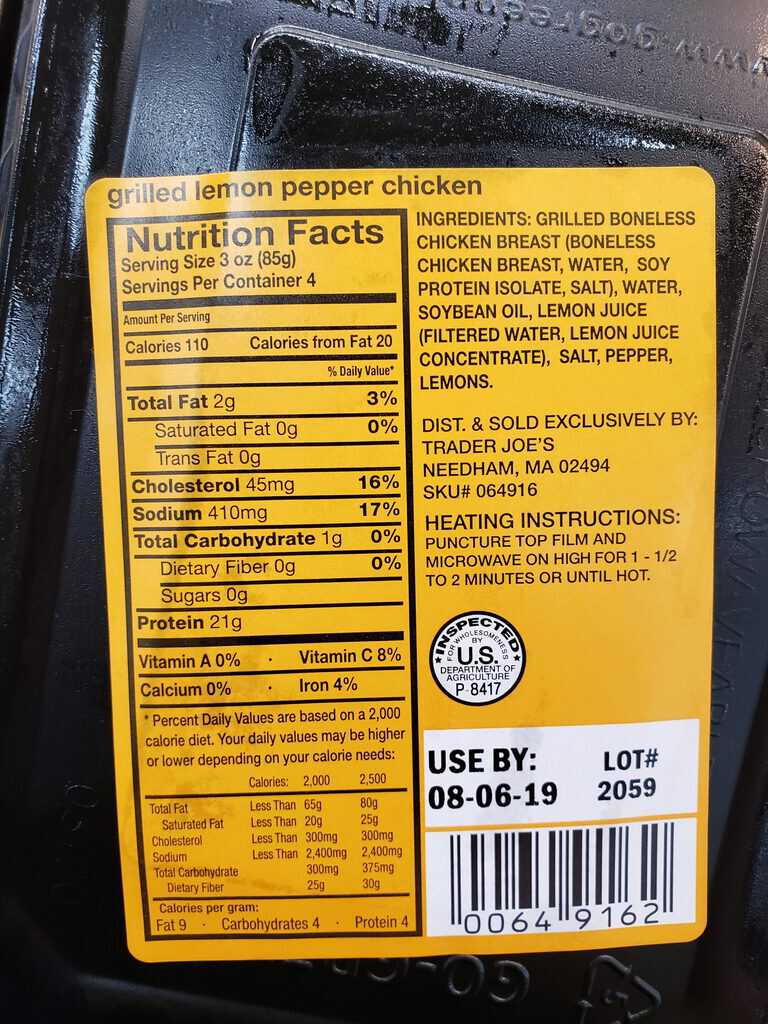 www.gogreen
grilled lemon pepper chicken
Nutrition Facts
Serving Size 3 oz (85g)
Servings Per Container 4
Amount Per Serving
Calories 110 Calories from Fat 20
% Daily Value*
Total Fat 2g 3%
Saturated Fat 0g 0%
Trans Fat 0g
Cholesterol 45mg 16%
Sodium 410mg 17%
Total Carbohydrate 1g 0%
Dietary Fiber 0g 0%
Sugars 0g
Protein 21g
Vitamin A 0% · Vitamin C 8%
Calcium 0% · Iron 4%
* Percent Daily Values are based on a 2,000
calorie diet. Your daily values may be higher
or lower depending on your calorie needs:
Calories: 2,000 2,500
Total Fat Less Than 65g 80g
Saturated Fat Less Than 20g 25g
Cholesterol Less Than 300mg 300mg
Sodium Less Than 2,400mg 2,400mg
Total Carbohydrate 300mg 375mg
Dietary Fiber 25g 30g
Calories per gram:
Fat 9 · Carbohydrates 4 · Protein 4
INGREDIENTS: GRILLED BONELESS
CHICKEN BREAST (BONELESS
CHICKEN BREAST, WATER, SOY
PROTEIN ISOLATE, SALT), WATER,
SOYBEAN OIL, LEMON JUICE
(FILTERED WATER, LEMON JUICE
CONCENTRATE), SALT, PEPPER,
LEMONS.
DIST. & SOLD EXCLUSIVELY BY:
TRADER JOE'S
NEEDHAM, MA 02494
SKU# 064916
HEATING INSTRUCTIONS:
PUNCTURE TOP FILM AND
MICROWAVE ON HIGH FOR 1 - 1/2
TO 2 MINUTES OR UNTIL HOT.
INSPECTED
FOR WHOLESOMENESS
BY
U.S.
DEPARTMENT OF
AGRICULTURE
P-8417
USE BY: LOT#
08-06-19 2059
0064 9162